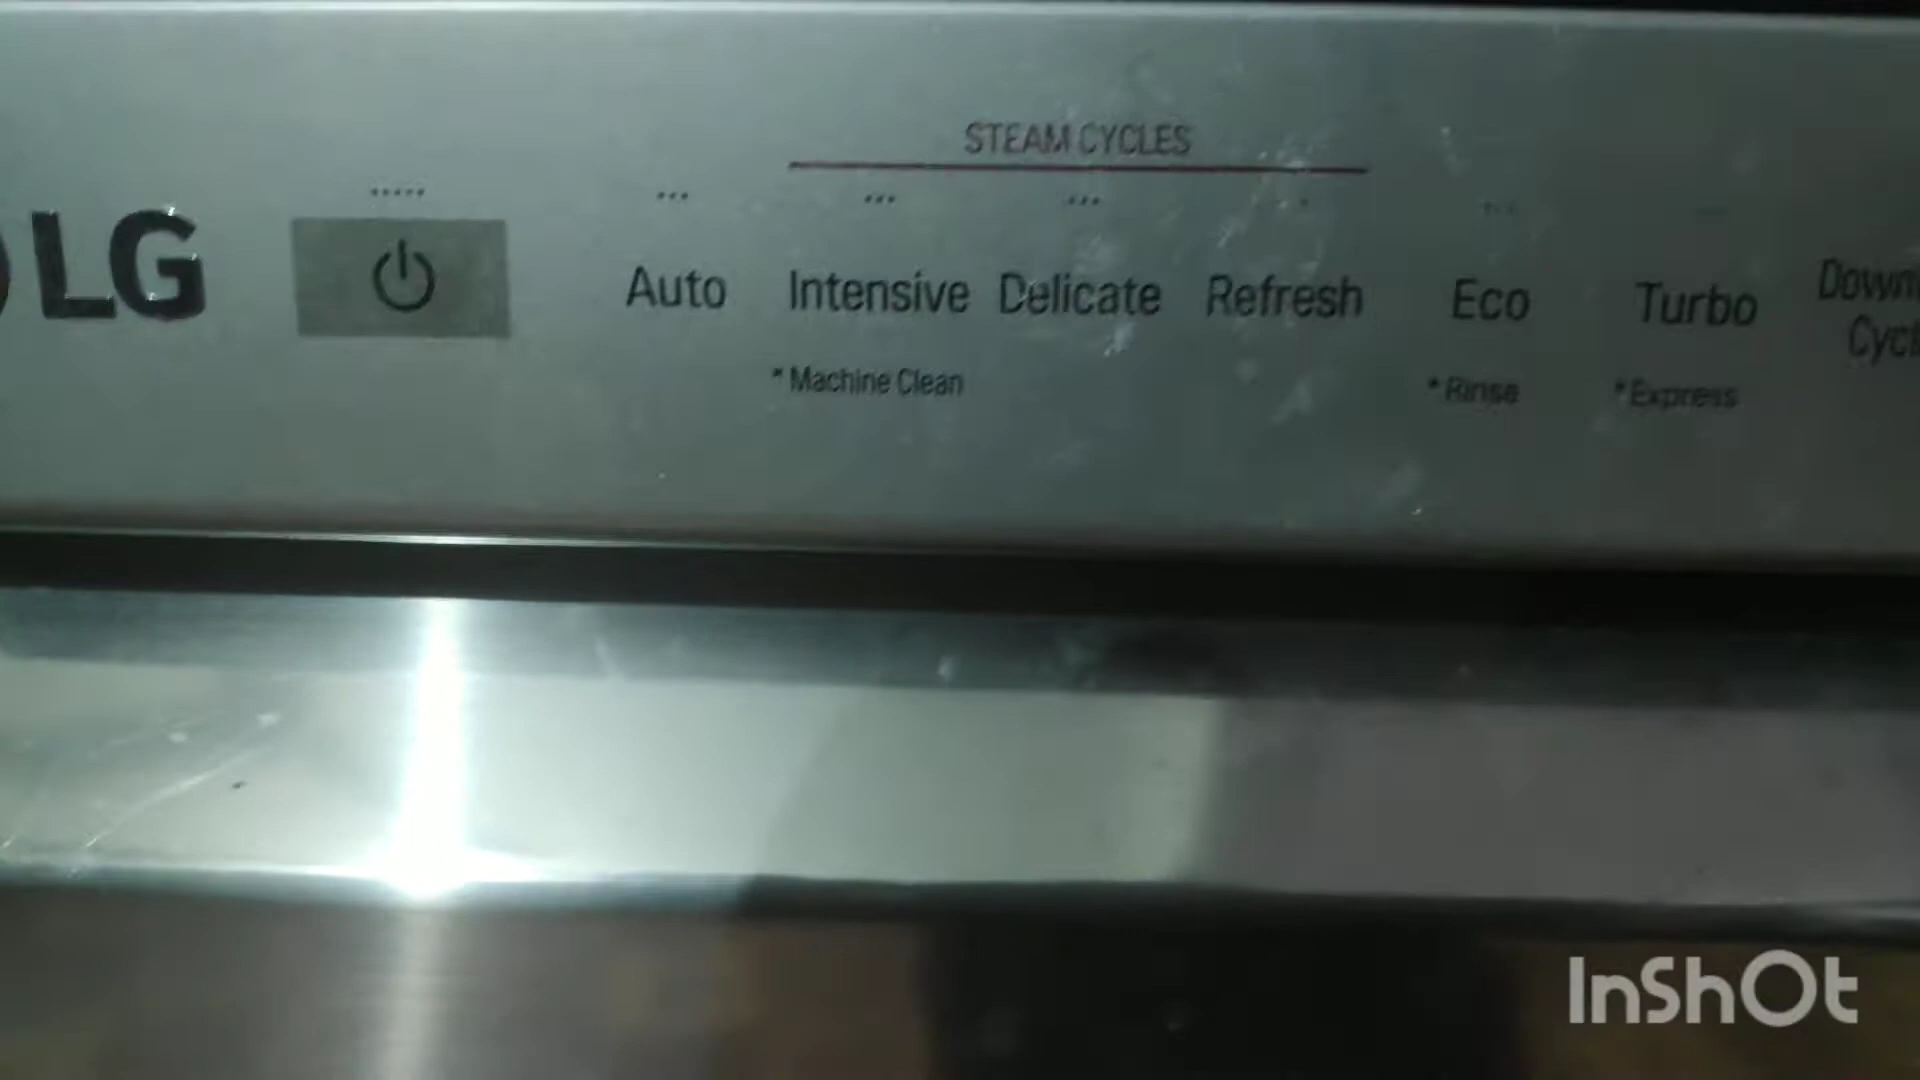 STEAM CYCLES
LG
Auto
Intensive
Delicate
Refresh
Eco
Turbo
* Machine Clean
* Rinse
* Express
InShOt